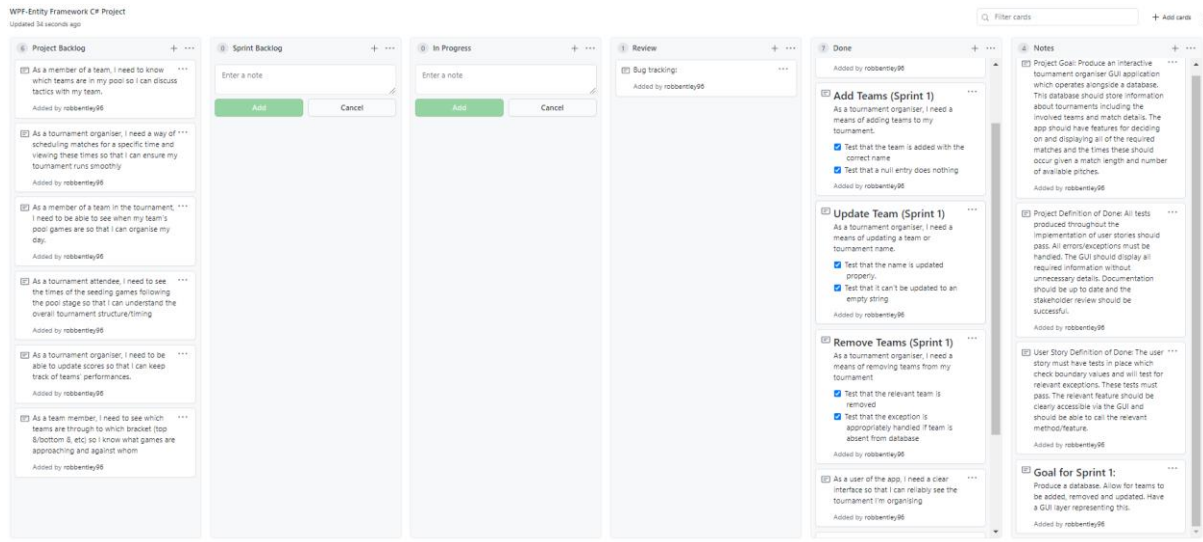 WPF-Entity Framework C# Project
Updated 34 seconds ago
Filter cards
+ Add cards
6 Project Backlog
As a member of a team, I need to know
which teams are in my pool so I can discuss
tactics with my team.
Added by robbentley96
As a tournament organiser, I need a way of
scheduling matches for a specific time and
viewing these times so that I can ensure my
tournament runs smoothly
Added by robbentley96
As a member of a team in the tournament,
I need to be able to see when my team's
pool games are so that I can organise my
day.
Added by robbentley96
As a tournament attendee, I need to see
the times of the seeding games following
the pool stage so that I can understand the
overall tournament structure/timing
Added by robbentley96
As a tournament organiser, I need to be
able to update scores so that I can keep
track of teams' performances.
Added by robbentley96
As a team member, I need to see which
teams are through to which bracket (top
8/bottom 8, etc) so I know what games are
approaching and against whom
Added by robbentley96
0 Sprint Backlog
Enter a note
Add Cancel
0 In Progress
Enter a note
Add Cancel
1 Review
Bug tracking:
Added by robbentley96
7 Done
Added by robbentley96
Add Teams (Sprint 1)
As a tournament organiser, I need a
means of adding teams to my
tournament.
Test that the team is added with the
correct name
Test that a null entry does nothing
Added by robbentley96
Update Team (Sprint 1)
As a tournament organiser, I need a
means of updating a team or
tournament name.
Test that the name is updated
properly.
Test that it can't be updated to an
empty string
Added by robbentley96
Remove Teams (Sprint 1)
As a tournament organiser, I need a
means of removing teams from my
tournament
Test that the relevant team is
removed
Test that the exception is
appropriately handled if team is
absent from database
Added by robbentley96
As a user of the app, I need a clear
interface so that I can reliably see the
tournament I'm organising
Added by robbentley96
4 Notes
Project Goal: Produce an interactive
tournament organiser GUI application
which operates alongside a database.
This database should store information
about tournaments including the
involved teams and match details. The
app should have features for deciding
on and displaying all of the required
matches and the times these should
occur given a match length and number
of available pitches.
Added by robbentley96
Project Definition of Done: All tests
produced throughout the
implementation of user stories should
pass. All errors/exceptions must be
handled. The GUI should display all
required information without
unnecessary details. Documentation
should be up to date and the
stakeholder review should be
successful.
Added by robbentley96
User Story Definition of Done: The user
story must have tests in place which
check boundary values and will test for
relevant exceptions. These tests must
pass. The relevant feature should be
clearly accessible via the GUI and
should be able to call the relevant
method/feature.
Added by robbentley96
Goal for Sprint 1:
Produce a database. Allow for teams to
be added, removed and updated. Have
a GUI layer representing this.
Added by robbentley96